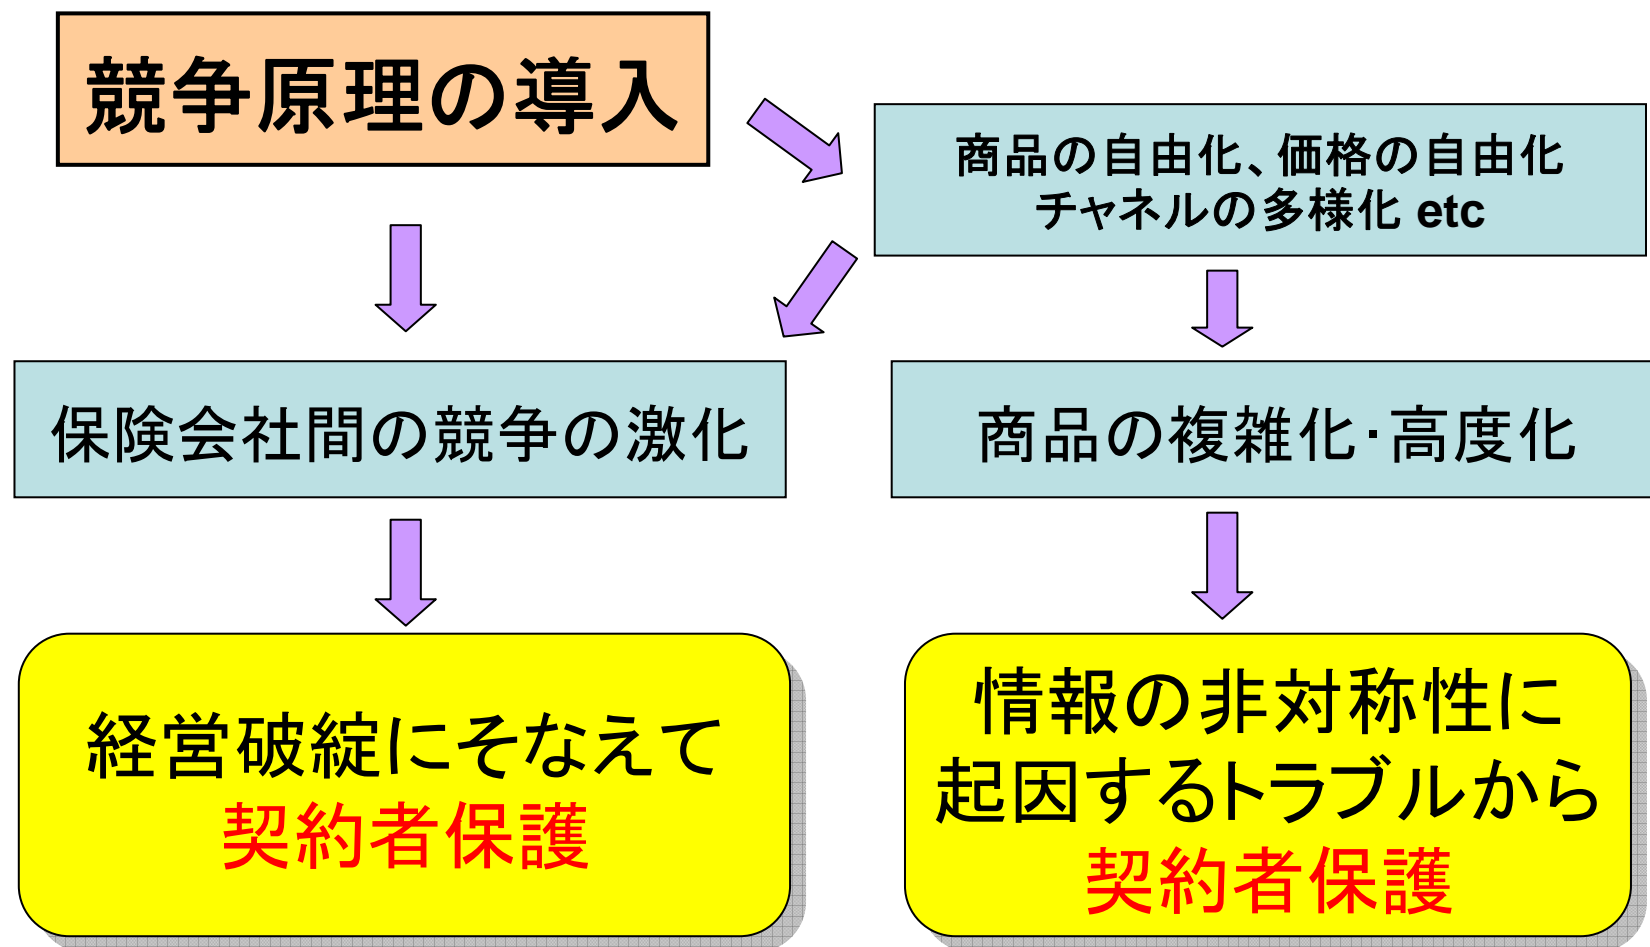 競争原理の導入
商品の自由化、価格の自由化
チャネルの多様化 etc
保険会社間の競争の激化
商品の複雑化・高度化
経営破綻にそなえて
契約者保護
情報の非対称性に
起因するトラブルから
契約者保護